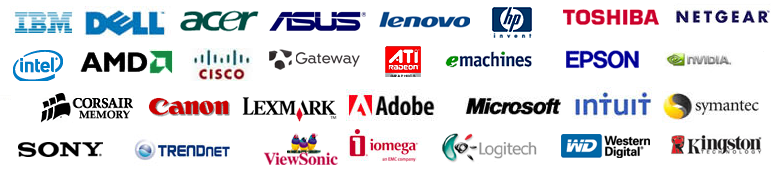 IBM DELL acer ASUS lenovo hp invent TOSHIBA NETGEAR
intel AMD CISCO Gateway ATI RADEON GRAPHICS eMachines EPSON NVIDIA
CORSAIR MEMORY Canon LEXMARK Adobe Microsoft intuit symantec
SONY TRENDNET ViewSonic iomega an EMC company Logitech WD Western Digital Kingston TECHNOLOGY